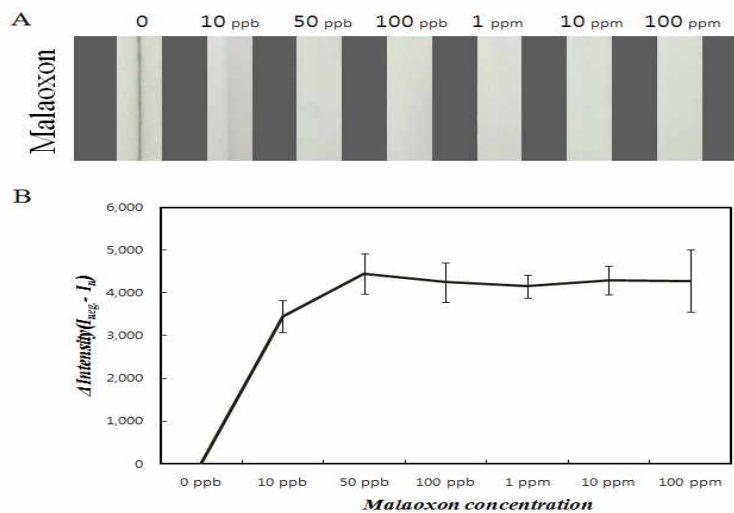 A
0 10 ppb 50 ppb 100 ppb 1 ppm 10 ppm 100 ppm
Malaoxon
B
6,000
5,000
4,000
3,000
2,000
1,000
0
Δ Intensity(Ineg.- In)
0 ppb 10 ppb 50 ppb 100 ppb 1 ppm 10 ppm 100 ppm
Malaoxon concentration